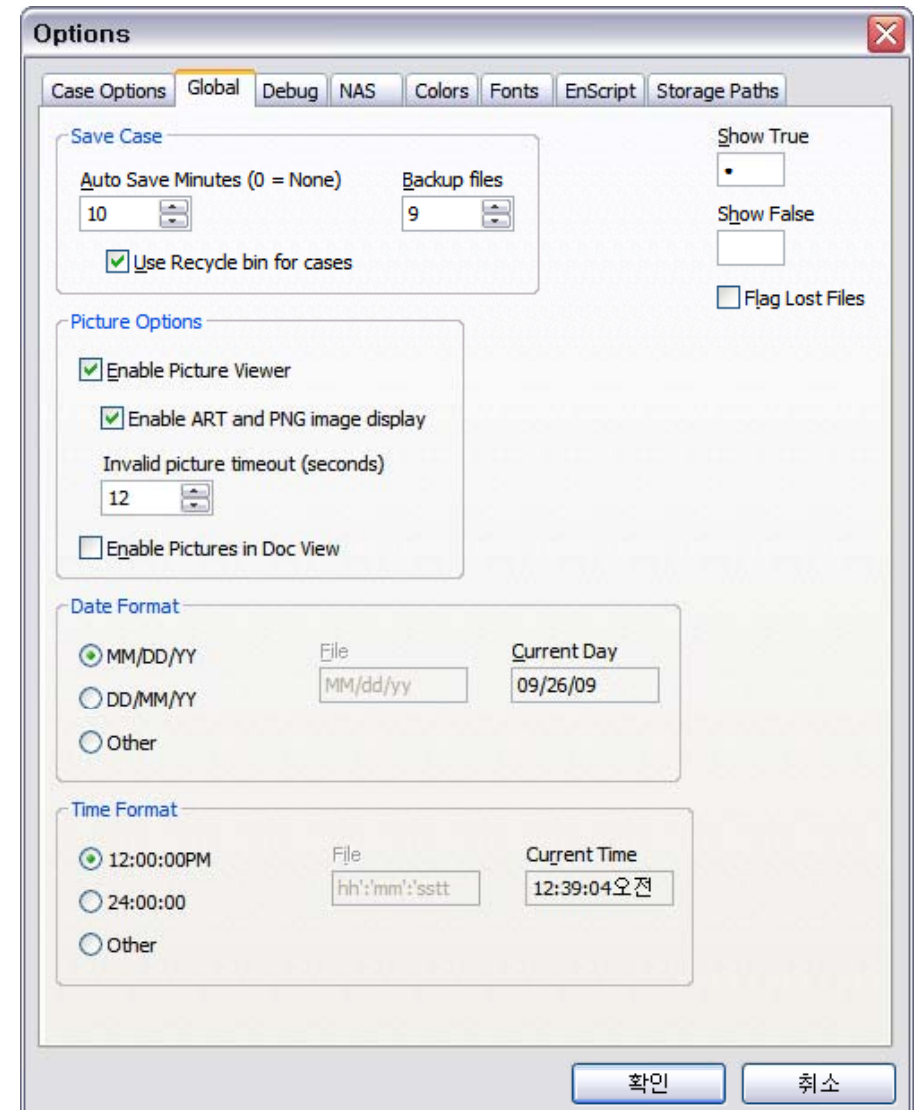 Options
Case Options Global Debug NAS Colors Fonts EnScript Storage Paths
Save Case
Auto Save Minutes (0 = None) Backup files
10 9
Use Recycle bin for cases
Show True
•
Show False
Flag Lost Files
Picture Options
Enable Picture Viewer
Enable ART and PNG image display
Invalid picture timeout (seconds)
12
Enable Pictures in Doc View
Date Format
MM/DD/YY
DD/MM/YY
Other
File
MM/dd/yy
Current Day
09/26/09
Time Format
12:00:00PM
24:00:00
Other
File
hh':'mm':'sstt
Current Time
12:39:04오전
확인 취소